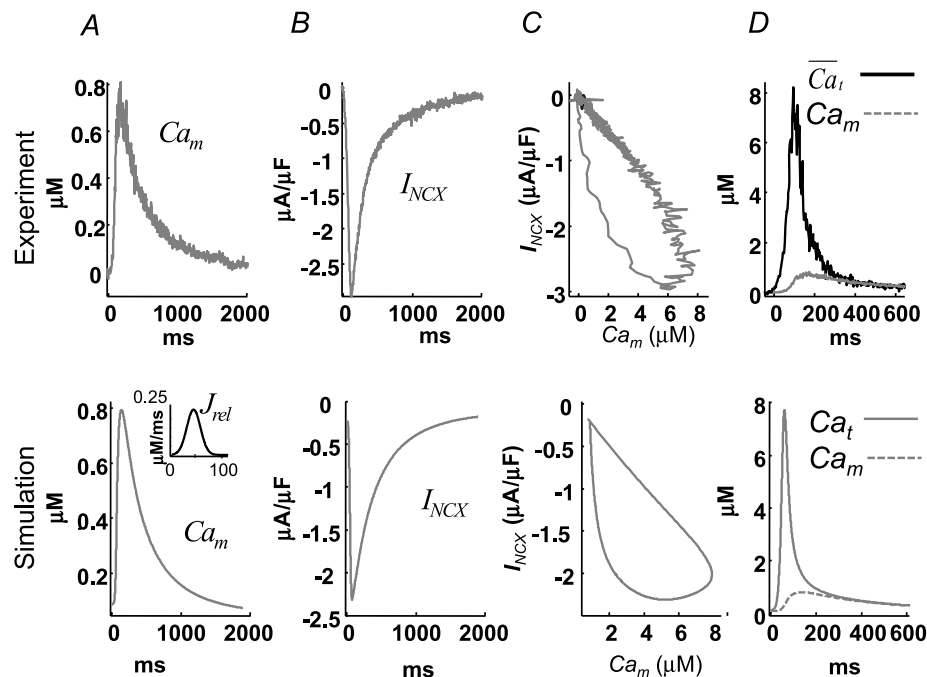 A
B
C
D
Experiment
μM
0.8
0.6
0.4
0.2
0
Ca_m
0
1000
2000
ms
μA/μF
0
-0.5
-1
-1.5
-2
-2.5
I_NCX
0
1000
2000
ms
I_NCX (μA/μF)
0
-1
-2
-3
0 2 4 6 8
Ca_m (μM)
μM
8
6
4
2
0
Ca_t
Ca_m
0 200 400 600
ms
Simulation
μM
0.8
0.6
0.4
0.2
0.25
μM/ms
J_rel
0
100
Ca_m
0
1000
2000
ms
μA/μF
0
-0.5
-1
-1.5
-2
-2.5
I_NCX
0
1000
2000
ms
I_NCX (μA/μF)
0
-0.5
-1
-1.5
-2
2 4 6 8
Ca_m (μM)
μM
8
6
4
2
0
Ca_t
Ca_m
0 200 400 600
ms